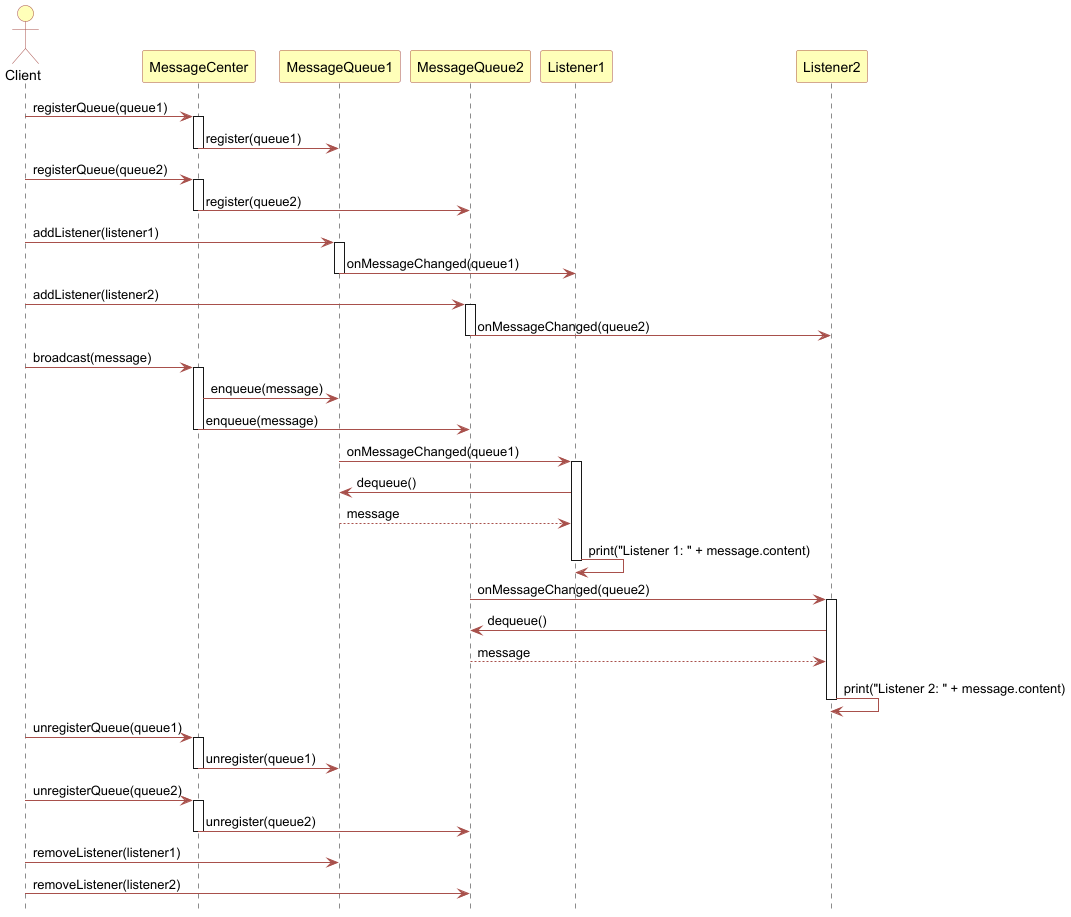 Client
MessageCenter
MessageQueue1
MessageQueue2
Listener1
Listener2
registerQueue(queue1)
register(queue1)
registerQueue(queue2)
register(queue2)
addListener(listener1)
onMessageChanged(queue1)
addListener(listener2)
onMessageChanged(queue2)
broadcast(message)
enqueue(message)
enqueue(message)
onMessageChanged(queue1)
dequeue()
message
print("Listener 1: " + message.content)
onMessageChanged(queue2)
dequeue()
message
print("Listener 2: " + message.content)
unregisterQueue(queue1)
unregister(queue1)
unregisterQueue(queue2)
unregister(queue2)
removeListener(listener1)
removeListener(listener2)